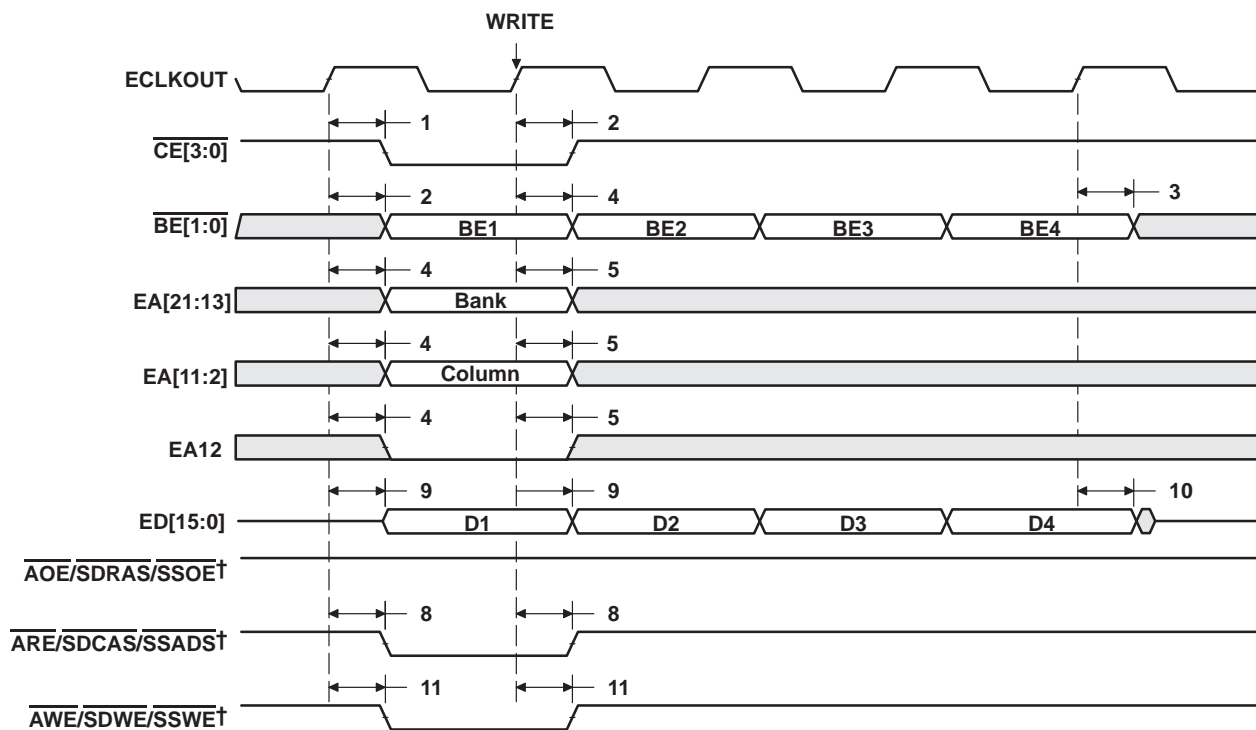 WRITE
ECLKOUT
1 2
CE[3:0]
2 4 3
BE[1:0] BE1 BE2 BE3 BE4
4 5
EA[21:13] Bank
4 5
EA[11:2] Column
4 5
EA12
9 9 10
ED[15:0] D1 D2 D3 D4
AOE/SDRAS/SSOE†
8 8
ARE/SDCAS/SSADS†
11 11
AWE/SDWE/SSWE†